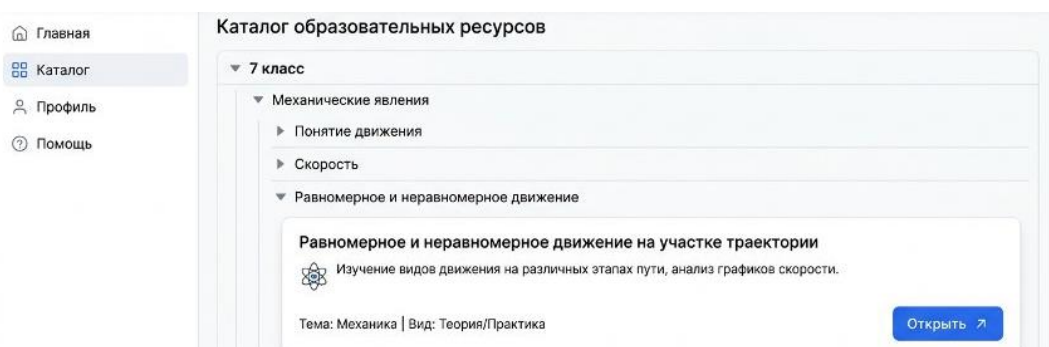 Главная
Каталог
Профиль
Помощь
Каталог образовательных ресурсов
7 класс
Механические явления
Понятие движения
Скорость
Равномерное и неравномерное движение
Равномерное и неравномерное движение на участке траектории
Изучение видов движения на различных этапах пути, анализ графиков скорости.
Тема: Механика | Вид: Теория/Практика
Открыть